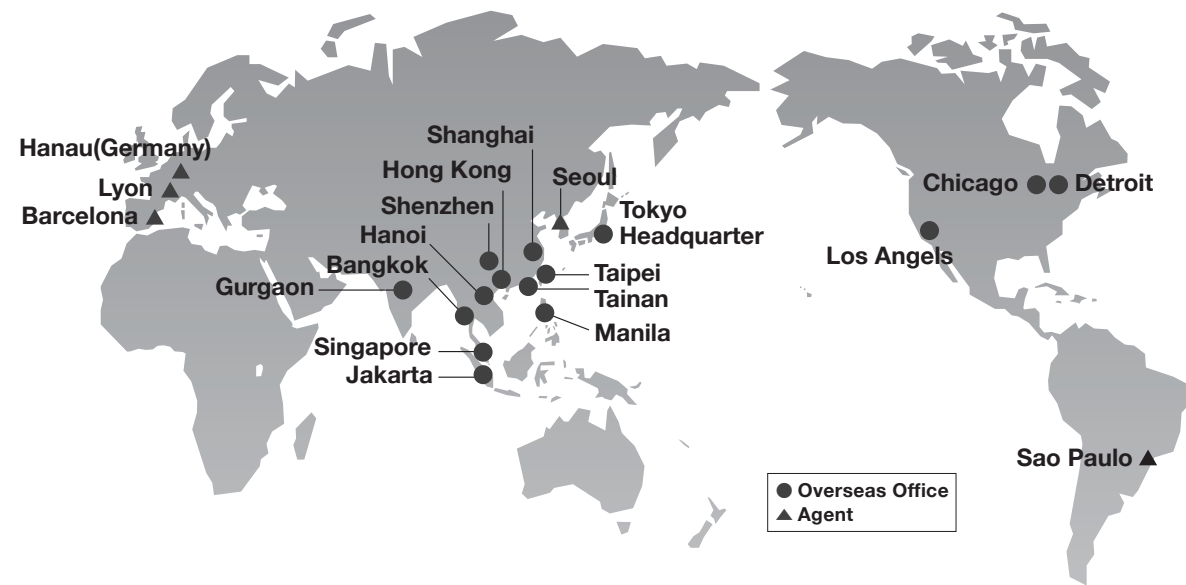 Shanghai
Hanau(Germany)
Hong Kong
Seoul
Lyon
Chicago
Detroit
Shenzhen
Tokyo
Headquarter
Barcelona
Hanoi
Los Angels
Bangkok
Taipei
Gurgaon
Tainan
Manila
Singapore
Jakarta
Sao Paulo
Overseas Office
Agent